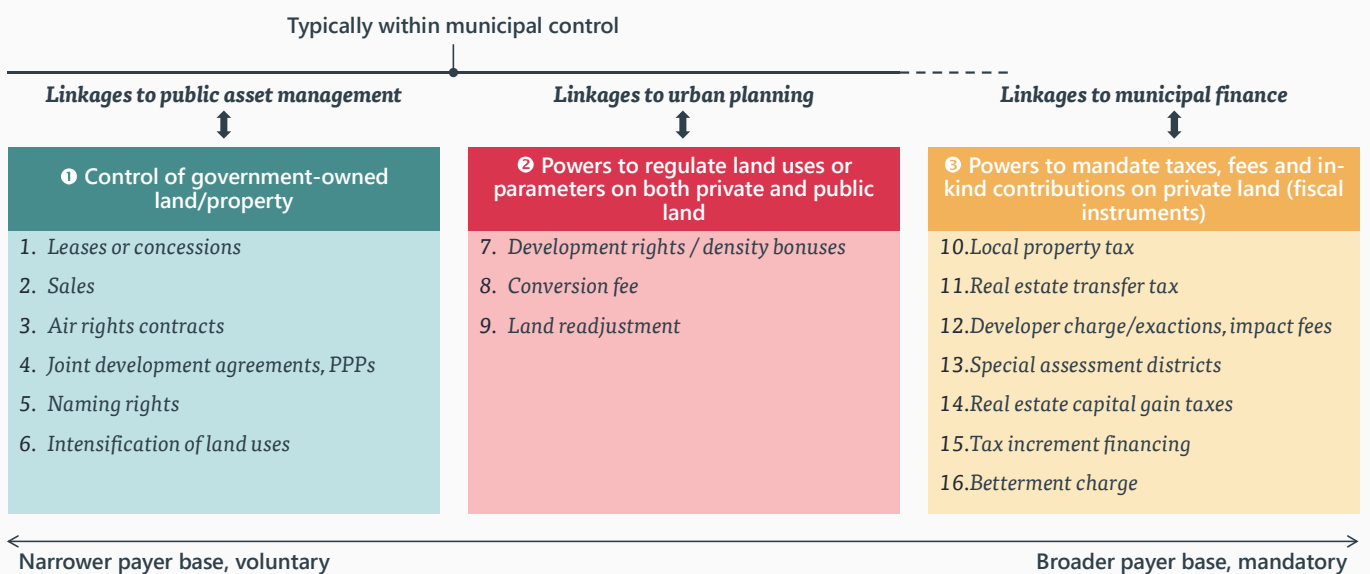 Typically within municipal control
Linkages to public asset management
Linkages to urban planning
Linkages to municipal finance
❶ Control of government-owned
land/property
1. Leases or concessions
2. Sales
3. Air rights contracts
4. Joint development agreements, PPPs
5. Naming rights
6. Intensification of land uses
❷ Powers to regulate land uses or
parameters on both private and public
land
7. Development rights / density bonuses
8. Conversion fee
9. Land readjustment
❸ Powers to mandate taxes, fees and in-
kind contributions on private land (fiscal
instruments)
10.Local property tax
11.Real estate transfer tax
12.Developer charge/exactions, impact fees
13.Special assessment districts
14.Real estate capital gain taxes
15.Tax increment financing
16.Betterment charge
Narrower payer base, voluntary
Broader payer base, mandatory